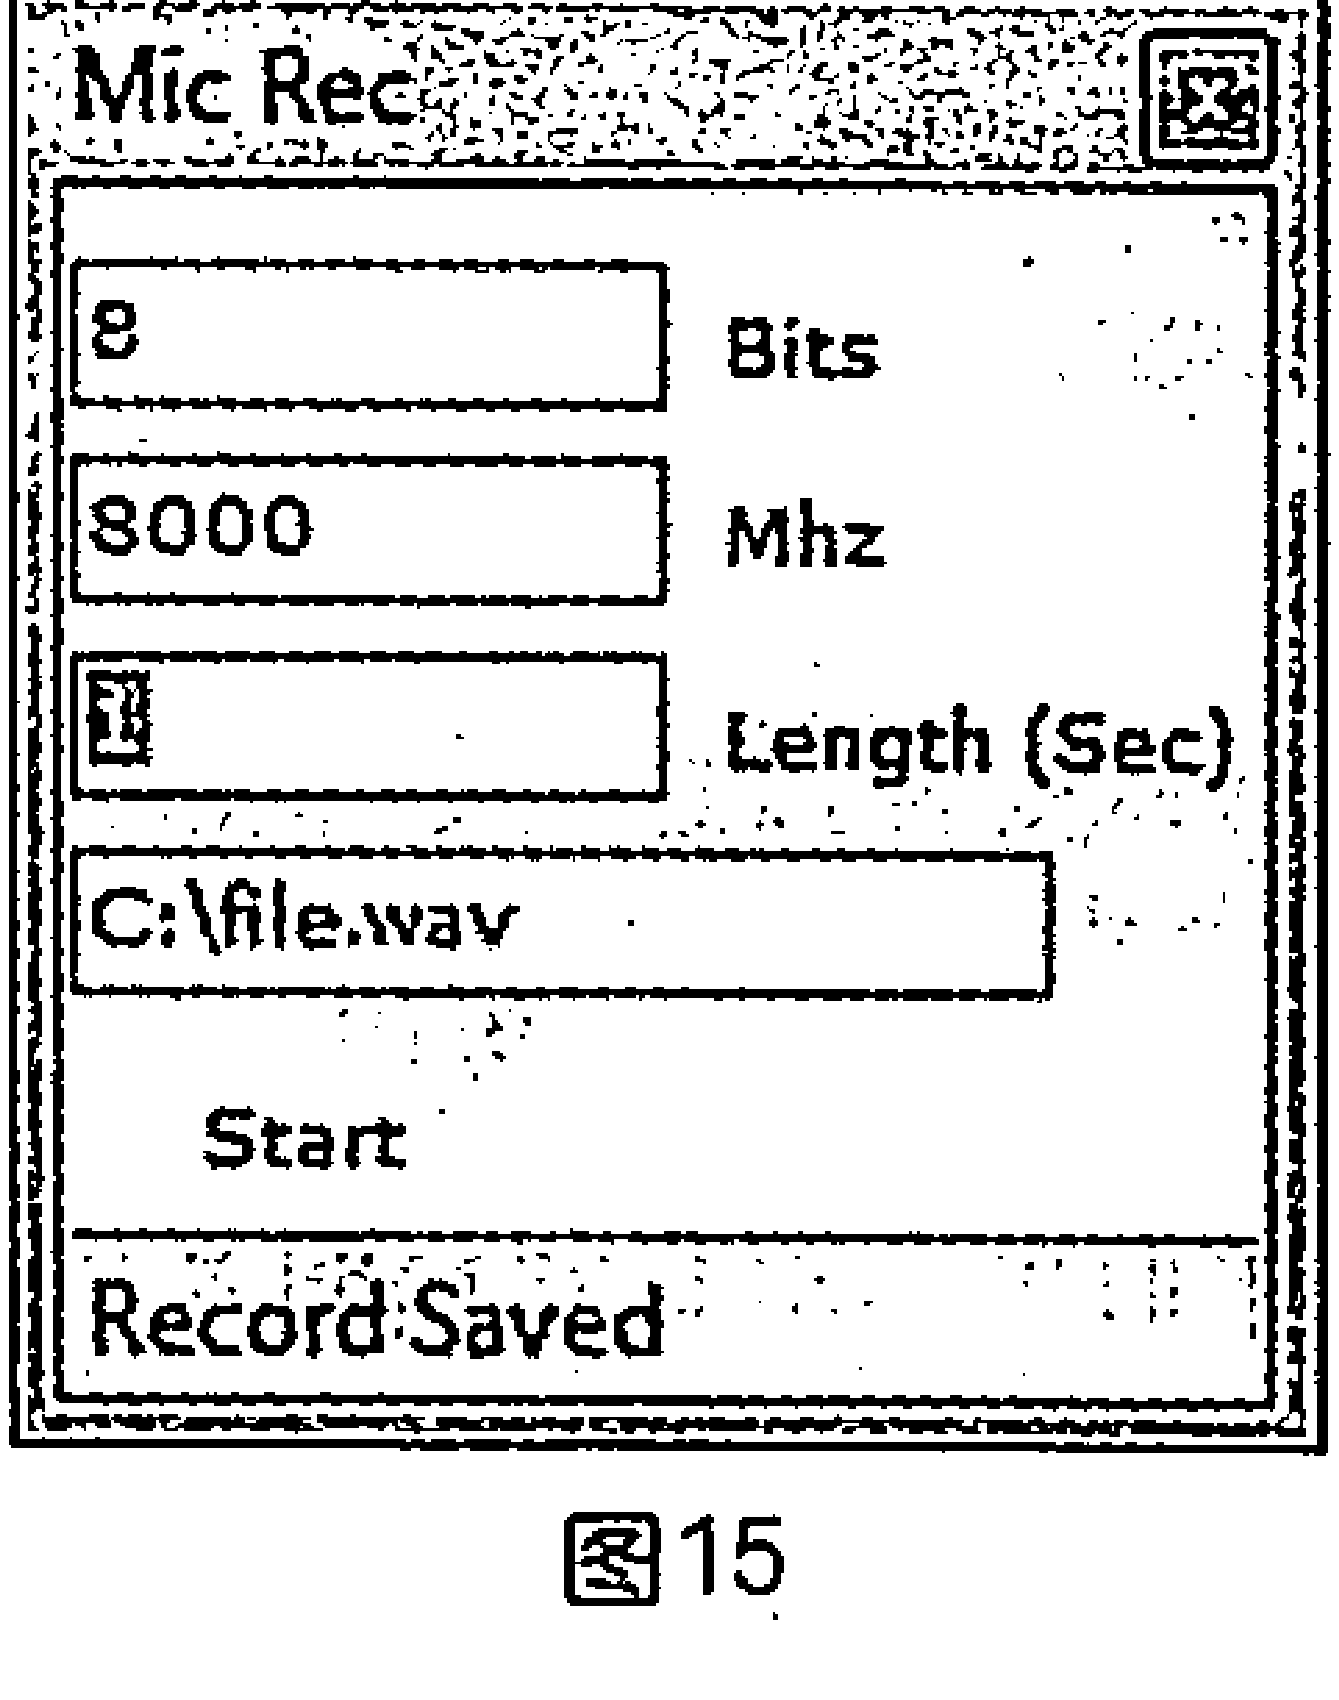 Mic Rec
8 Bits
8000 Mhz
Length (Sec)
C:\file.wav
Start
Record Saved
图15